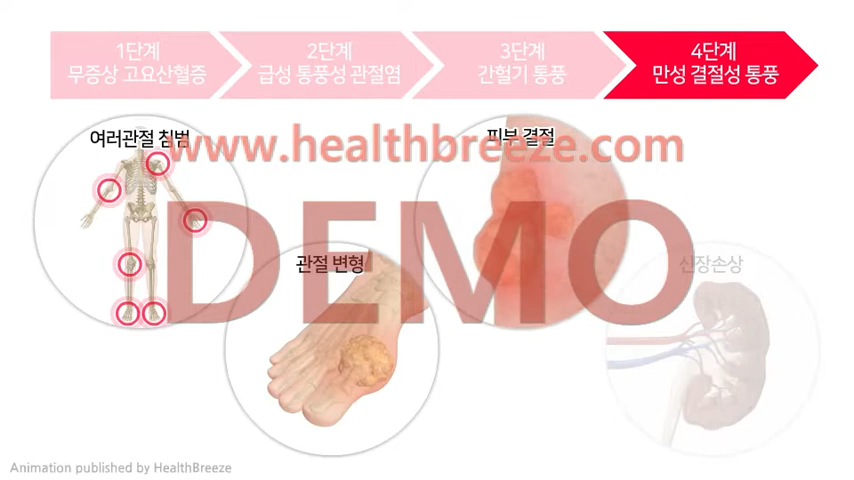 1단계
무증상 고요산혈증
2단계
급성 통풍성 관절염
3단계
간헐기 통풍
4단계
만성 결절성 통풍
여러관절 침범
피부 결절
www.healthbreeze.com
DEMO
관절 변형
신장손상
Animation published by HealthBreeze